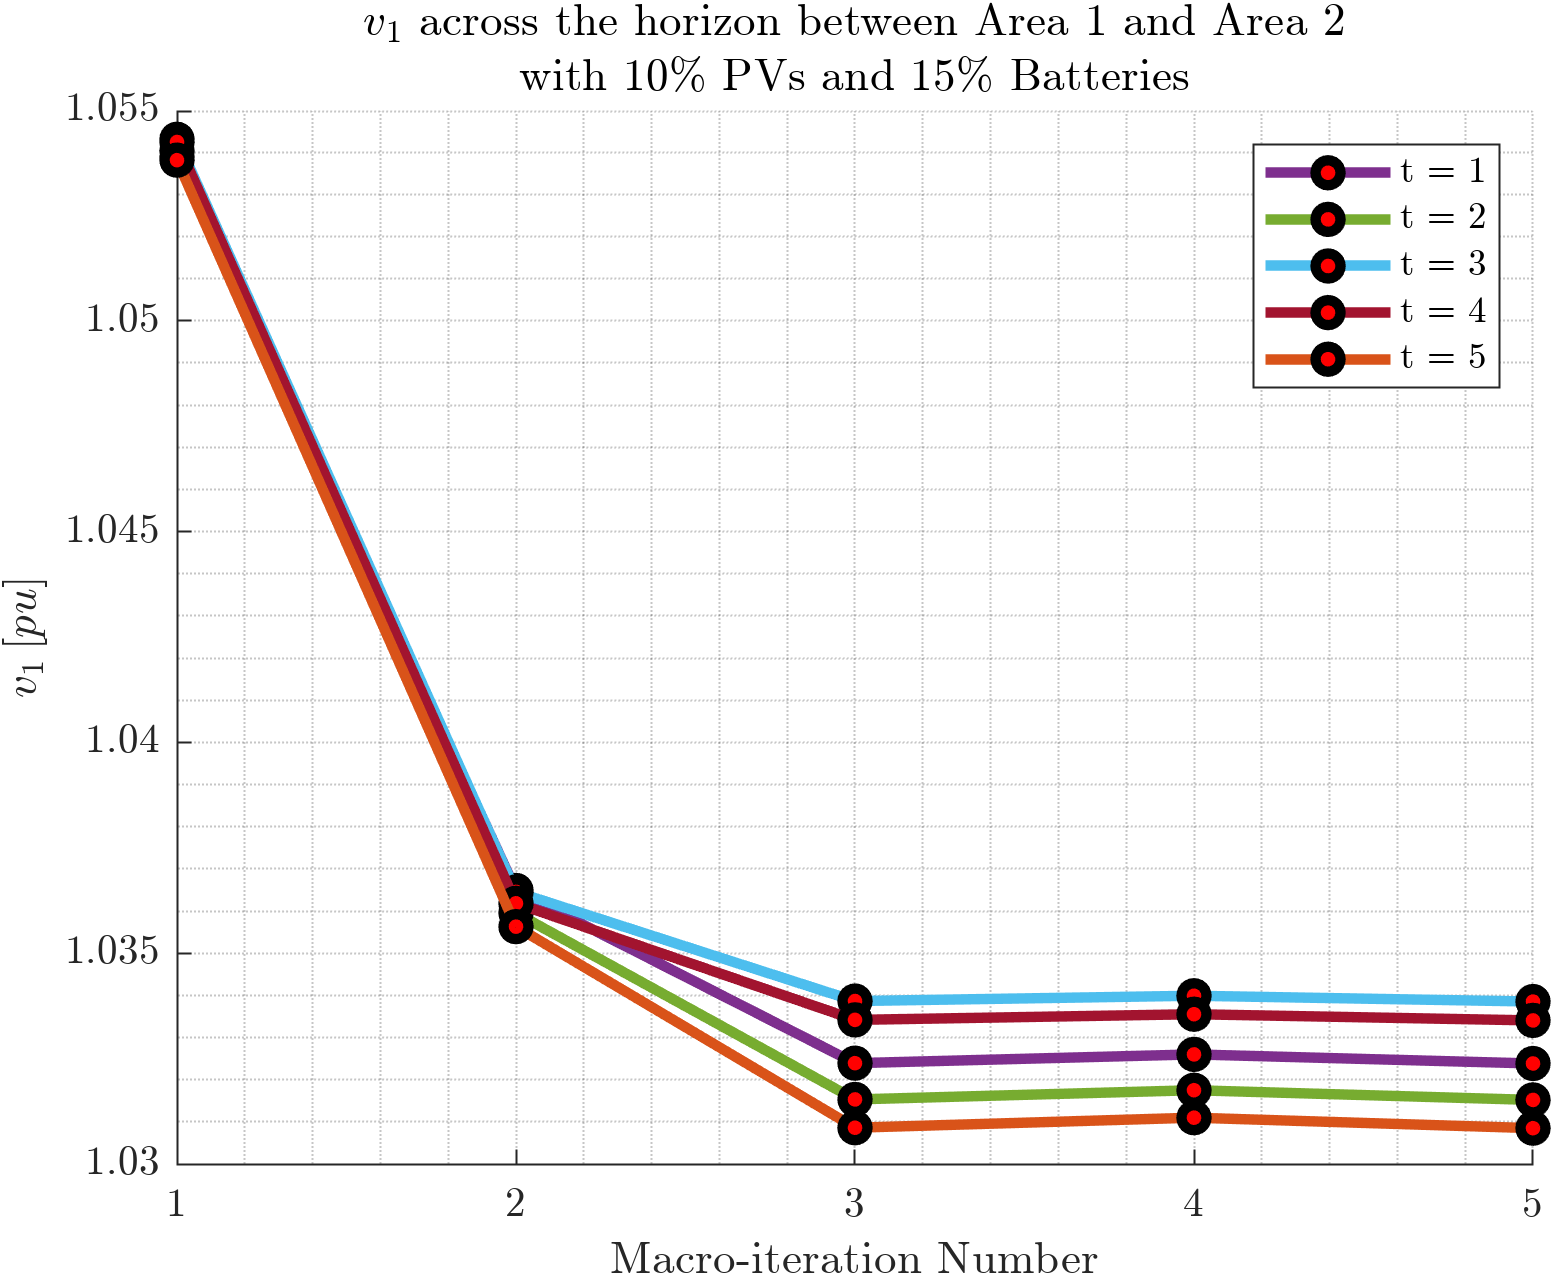 v₁ across the horizon between Area 1 and Area 2
with 10% PVs and 15% Batteries
1.055
1.05
1.045
1.04
1.035
1.03
v₁ [pu]
t = 1
t = 2
t = 3
t = 4
t = 5
1 2 3 4 5
Macro-iteration Number